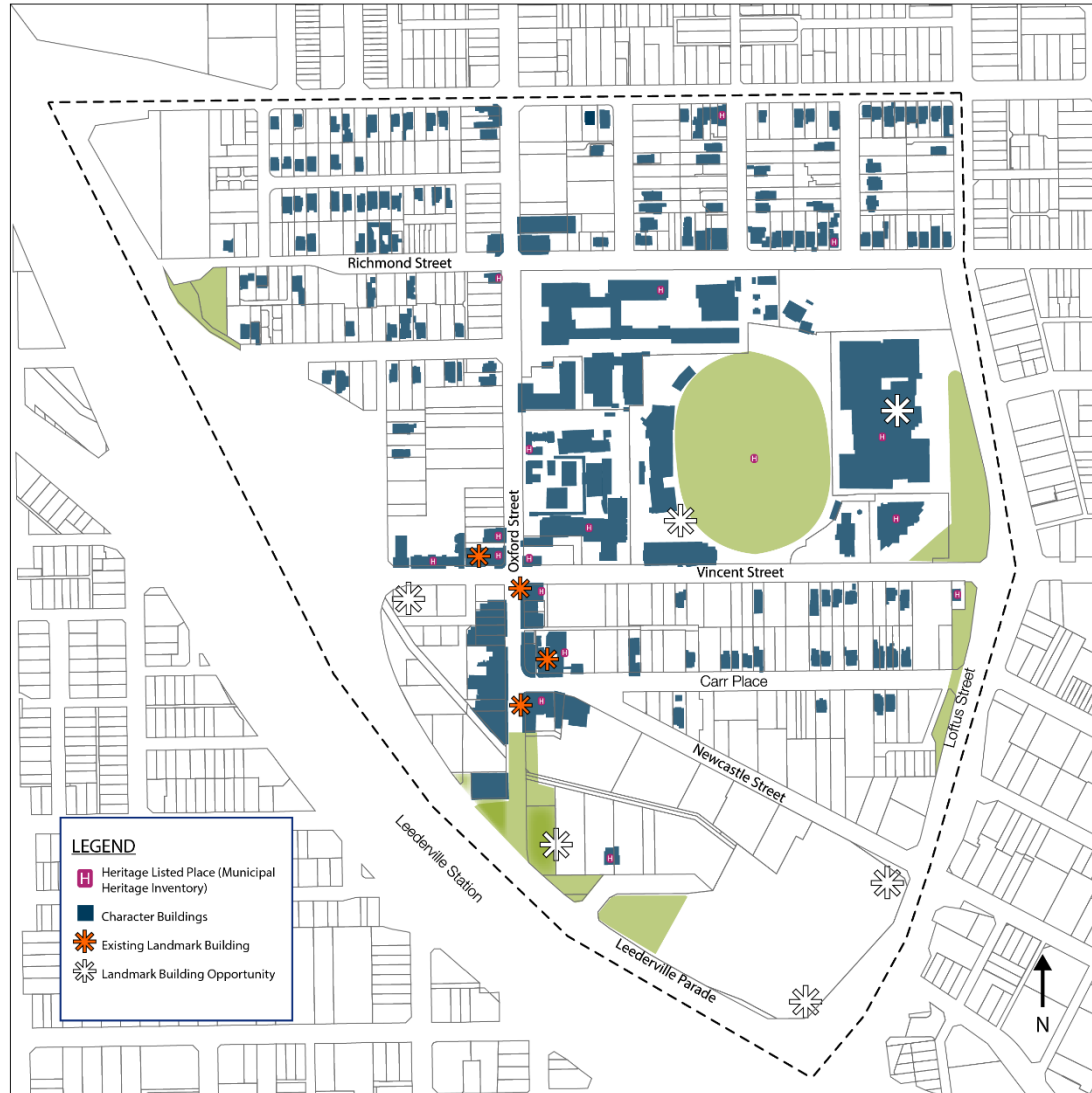 Richmond Street
Oxford Street
Vincent Street
Carr Place
Loftus Street
Newcastle Street
Leederville Station
Leederville Parade
LEGEND
H Heritage Listed Place (Municipal
Heritage Inventory)
Character Buildings
Existing Landmark Building
Landmark Building Opportunity
N